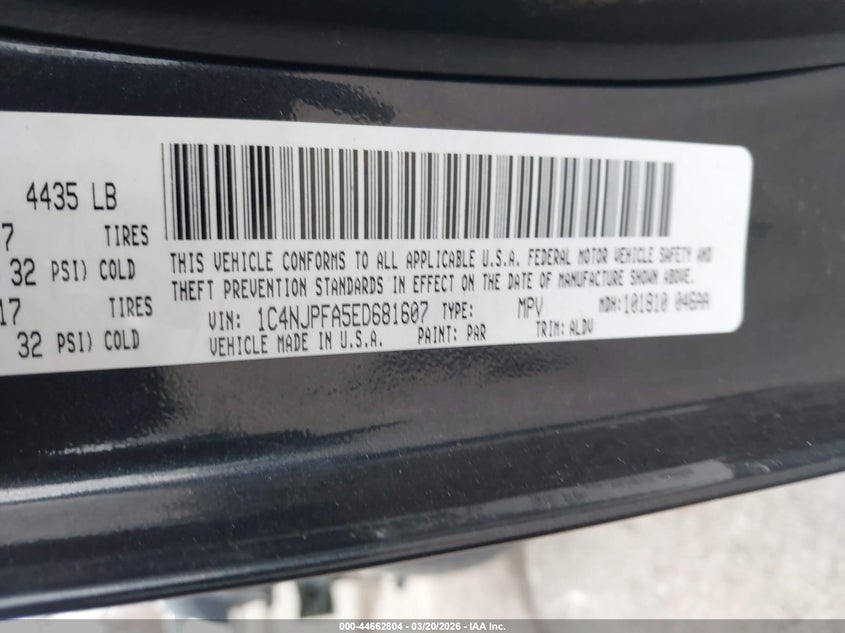 4435 LB
7 TIRES
32 PSI) COLD
17 TIRES
32 PSI) COLD
THIS VEHICLE CONFORMS TO ALL APPLICABLE U.S.A. FEDERAL MOTOR VEHICLE SAFETY AND
THEFT PREVENTION STANDARDS IN EFFECT ON THE DATE OF MANUFACTURE SHOWN ABOVE.
VIN: 1C4NJPFA5ED681607 TYPE: MPV MDH:101810 046AA
VEHICLE MADE IN U.S.A. PAINT: PAR TRIM: ALDV
000-44662804 - 03/20/2026 - IAA Inc.